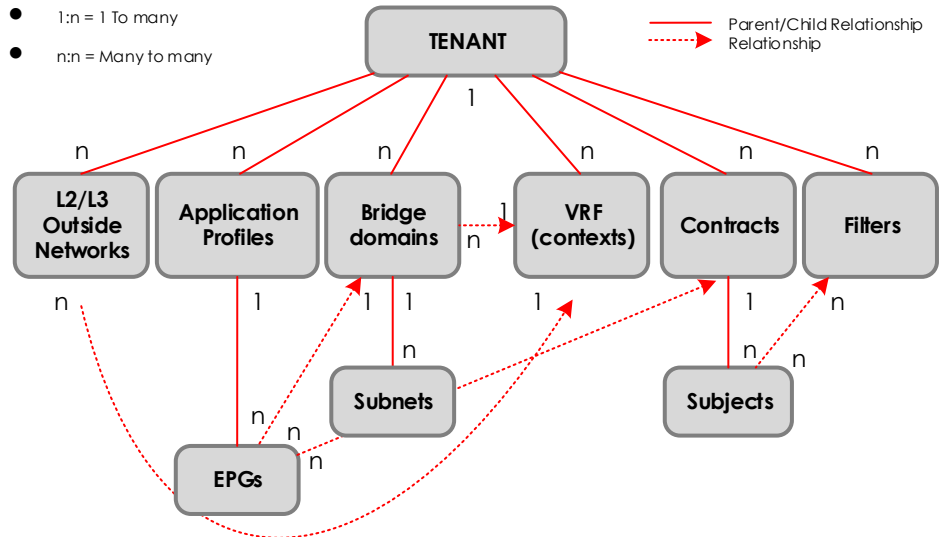 ● 1:n = 1 To many
● n:n = Many to many
TENANT
Parent/Child Relationship
Relationship
1
n n n n n n
L2/L3
Outside
Networks
Application
Profiles
Bridge
domains
1
n
VRF
(contexts)
Contracts
Filters
n 1 1 1 1 1 n
n n n
Subnets
Subjects
n n
n
EPGs